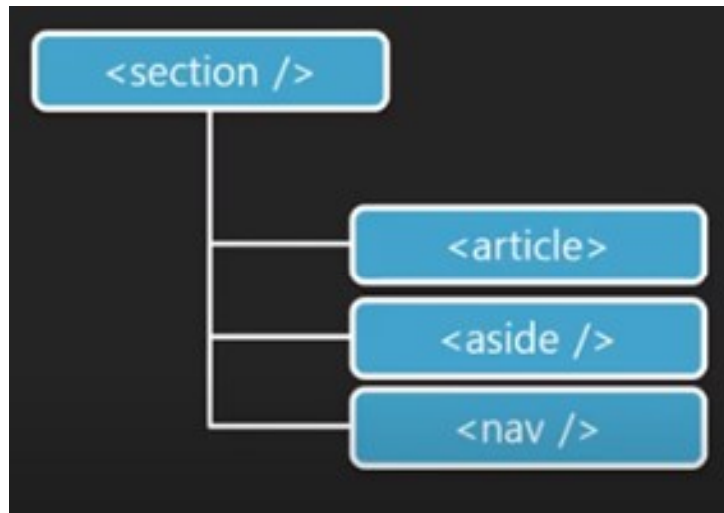 <section />
<article>
<aside />
<nav />